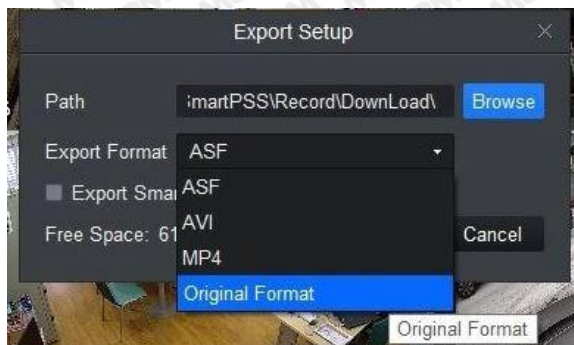 Export Setup
Path
martPSS\Record\DownLoad\
Browse
Export Format
ASF
Export Smar
ASF
AVI
MP4
Free Space: 61
Cancel
Original Format
Original Format